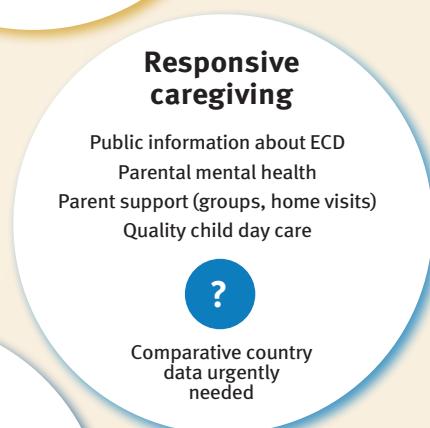 Responsive
caregiving
Public information about ECD
Parental mental health
Parent support (groups, home visits)
Quality child day care
?
Comparative country
data urgently
needed